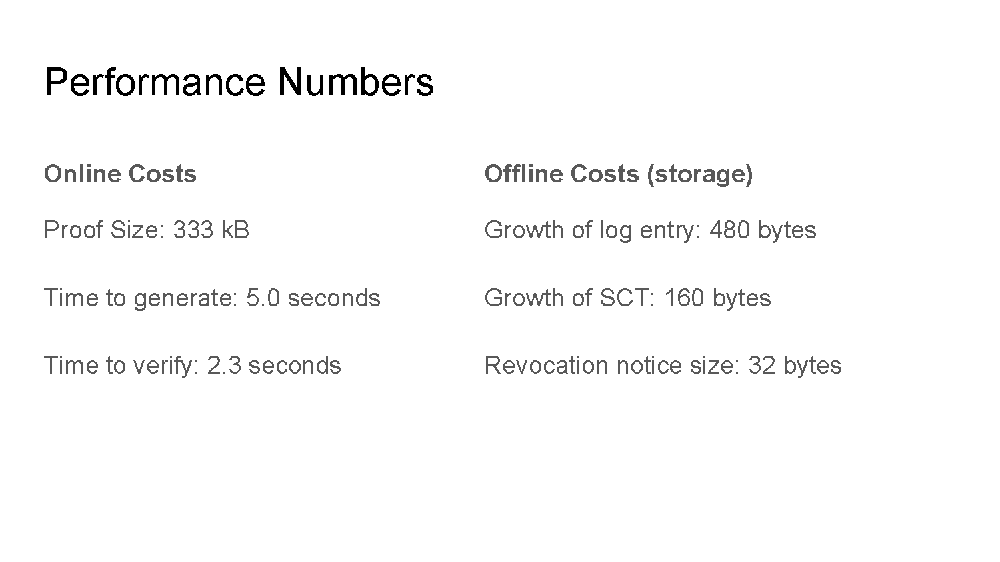 Performance Numbers
Online Costs
Proof Size: 333 kB
Time to generate: 5.0 seconds
Time to verify: 2.3 seconds
Offline Costs (storage)
Growth of log entry: 480 bytes
Growth of SCT: 160 bytes
Revocation notice size: 32 bytes